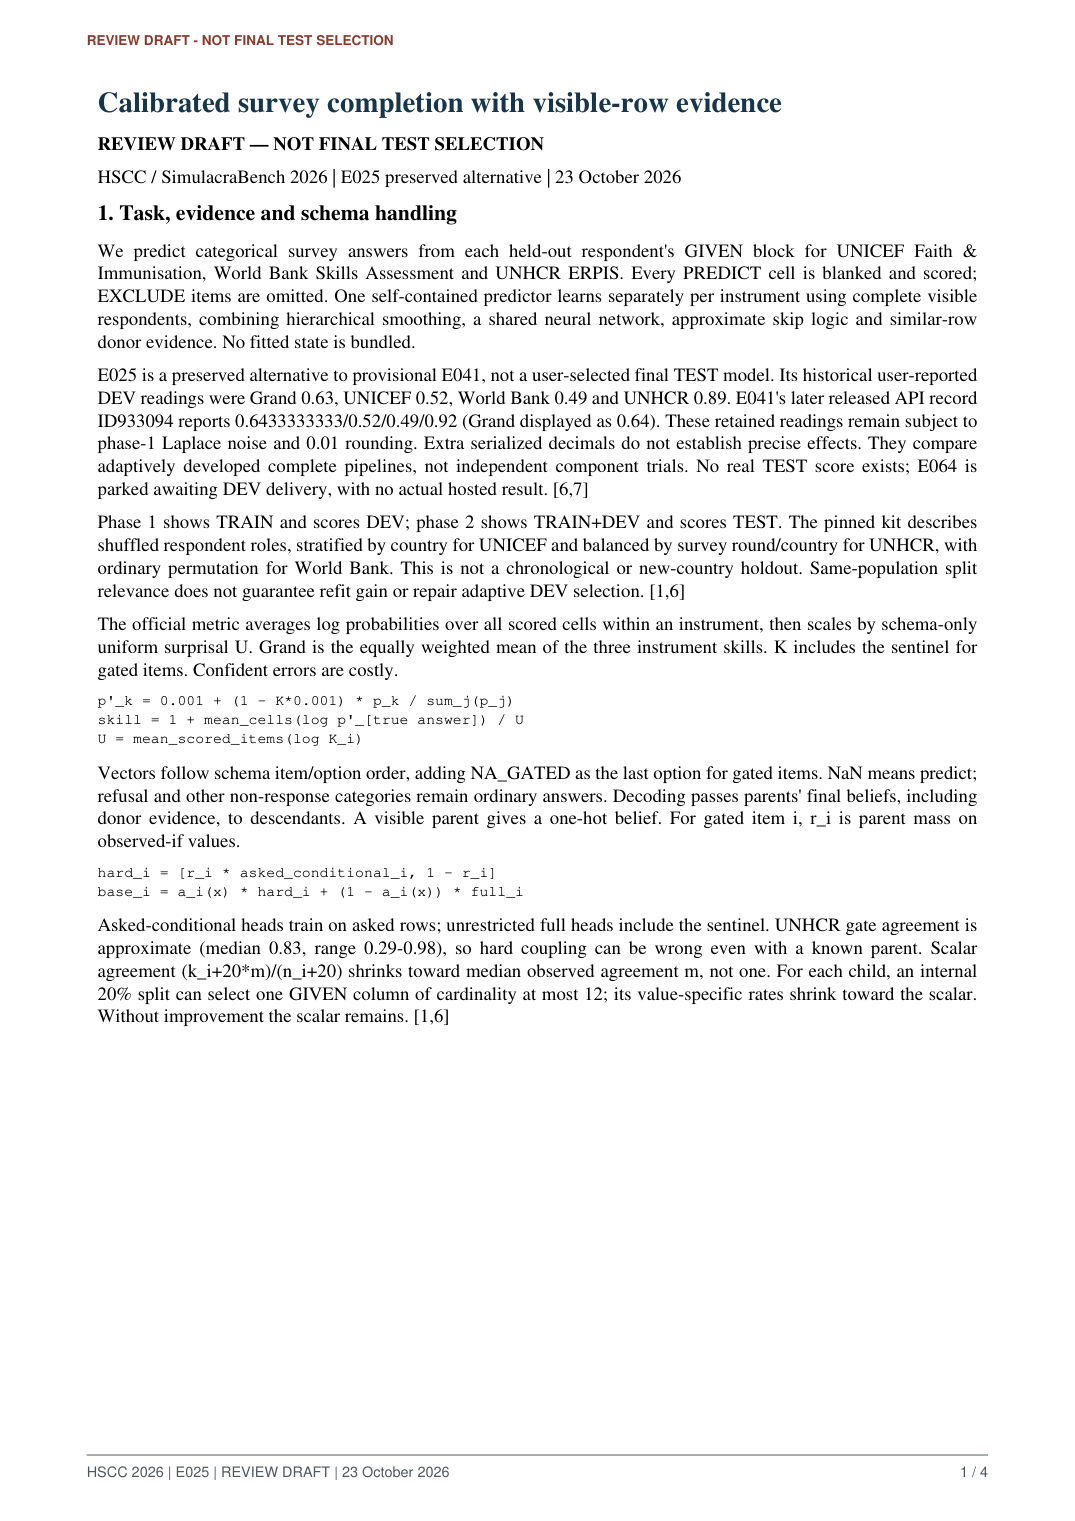 REVIEW DRAFT - NOT FINAL TEST SELECTION
Calibrated survey completion with visible-row evidence
REVIEW DRAFT — NOT FINAL TEST SELECTION
HSCC / SimulacraBench 2026 | E025 preserved alternative | 23 October 2026
1. Task, evidence and schema handling
We predict categorical survey answers from each held-out respondent's GIVEN block for UNICEF Faith &
Immunisation, World Bank Skills Assessment and UNHCR ERPIS. Every PREDICT cell is blanked and scored;
EXCLUDE items are omitted. One self-contained predictor learns separately per instrument using complete visible
respondents, combining hierarchical smoothing, a shared neural network, approximate skip logic and similar-row
donor evidence. No fitted state is bundled.
E025 is a preserved alternative to provisional E041, not a user-selected final TEST model. Its historical user-reported
DEV readings were Grand 0.63, UNICEF 0.52, World Bank 0.49 and UNHCR 0.89. E041's later released API record
ID933094 reports 0.6433333333/0.52/0.49/0.92 (Grand displayed as 0.64). These retained readings remain subject to
phase-1 Laplace noise and 0.01 rounding. Extra serialized decimals do not establish precise effects. They compare
adaptively developed complete pipelines, not independent component trials. No real TEST score exists; E064 is
parked awaiting DEV delivery, with no actual hosted result. [6,7]
Phase 1 shows TRAIN and scores DEV; phase 2 shows TRAIN+DEV and scores TEST. The pinned kit describes
shuffled respondent roles, stratified by country for UNICEF and balanced by survey round/country for UNHCR, with
ordinary permutation for World Bank. This is not a chronological or new-country holdout. Same-population split
relevance does not guarantee refit gain or repair adaptive DEV selection. [1,6]
The official metric averages log probabilities over all scored cells within an instrument, then scales by schema-only
uniform surprisal U. Grand is the equally weighted mean of the three instrument skills. K includes the sentinel for
gated items. Confident errors are costly.
p'_k = 0.001 + (1 - K*0.001) * p_k / sum_j(p_j)
skill = 1 + mean_cells(log p'_[true answer]) / U
U = mean_scored_items(log K_i)
Vectors follow schema item/option order, adding NA_GATED as the last option for gated items. NaN means predict;
refusal and other non-response categories remain ordinary answers. Decoding passes parents' final beliefs, including
donor evidence, to descendants. A visible parent gives a one-hot belief. For gated item i, r_i is parent mass on
observed-if values.
hard_i = [r_i * asked_conditional_i, 1 - r_i]
base_i = a_i(x) * hard_i + (1 - a_i(x)) * full_i
Asked-conditional heads train on asked rows; unrestricted full heads include the sentinel. UNHCR gate agreement is
approximate (median 0.83, range 0.29-0.98), so hard coupling can be wrong even with a known parent. Scalar
agreement (k_i+20*m)/(n_i+20) shrinks toward median observed agreement m, not one. For each child, an internal
20% split can select one GIVEN column of cardinality at most 12; its value-specific rates shrink toward the scalar.
Without improvement the scalar remains. [1,6]
HSCC 2026 | E025 | REVIEW DRAFT | 23 October 2026
1 / 4